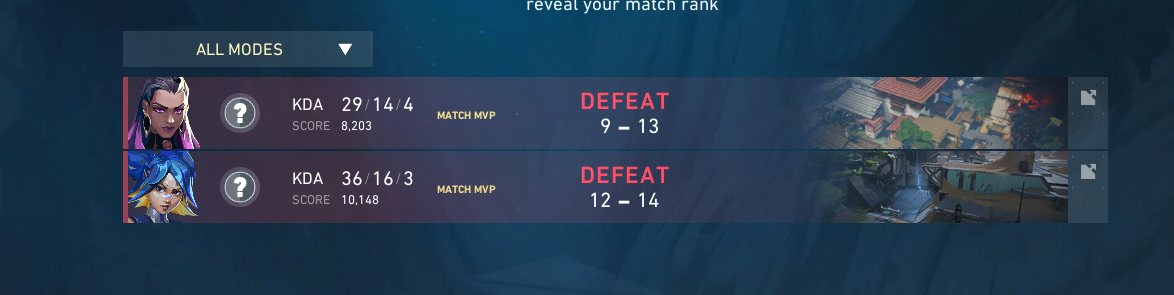 reveal your match rank
ALL MODES
KDA 29/14/4
SCORE 8,203
MATCH MVP
DEFEAT
9 – 13
KDA 36/16/3
SCORE 10,148
MATCH MVP
DEFEAT
12 – 14